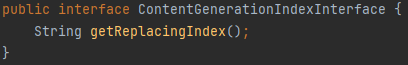 public interface ContentGenerationIndexInterface {
    String getReplacingIndex();
}